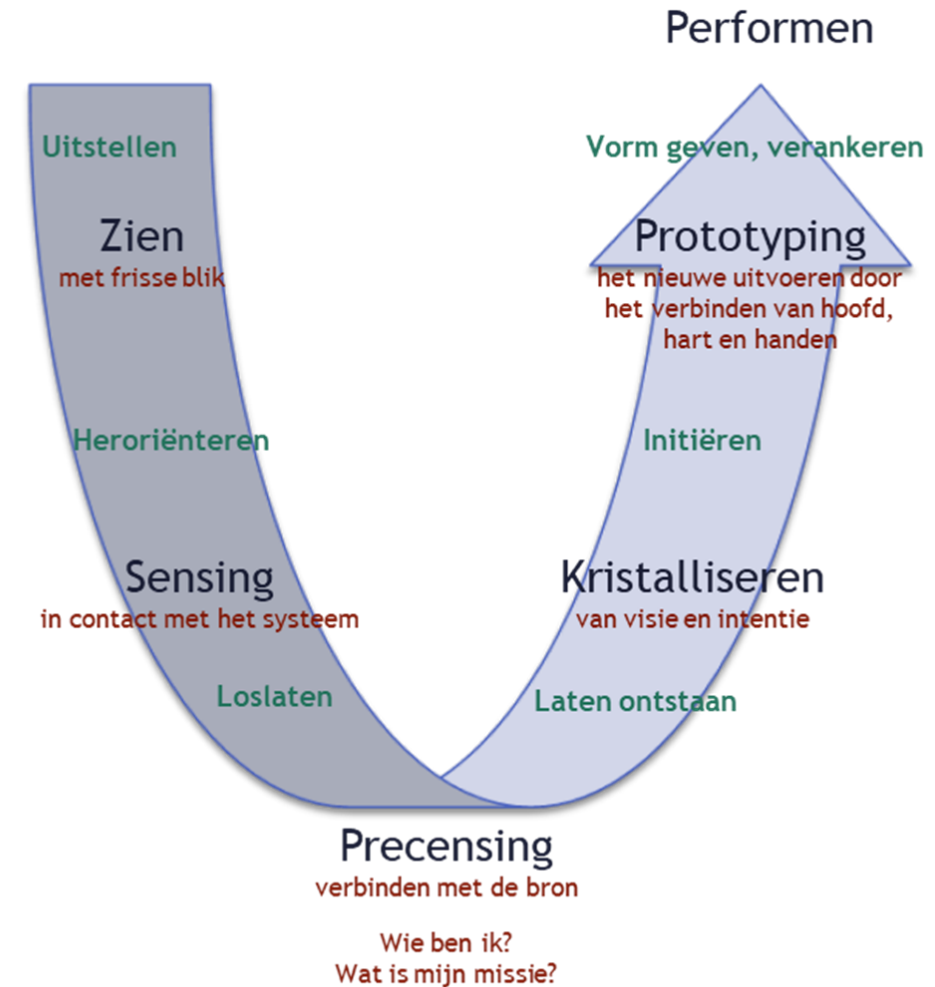 Performen
Uitstellen
Vorm geven, verankeren
Zien
met frisse blik
Prototyping
het nieuwe uitvoeren door
het verbinden van hoofd,
hart en handen
Heroriënteren
Initiëren
Sensing
in contact met het systeem
Kristalliseren
van visie en intentie
Loslaten
Laten ontstaan
Precensing
verbinden met de bron
Wie ben ik?
Wat is mijn missie?